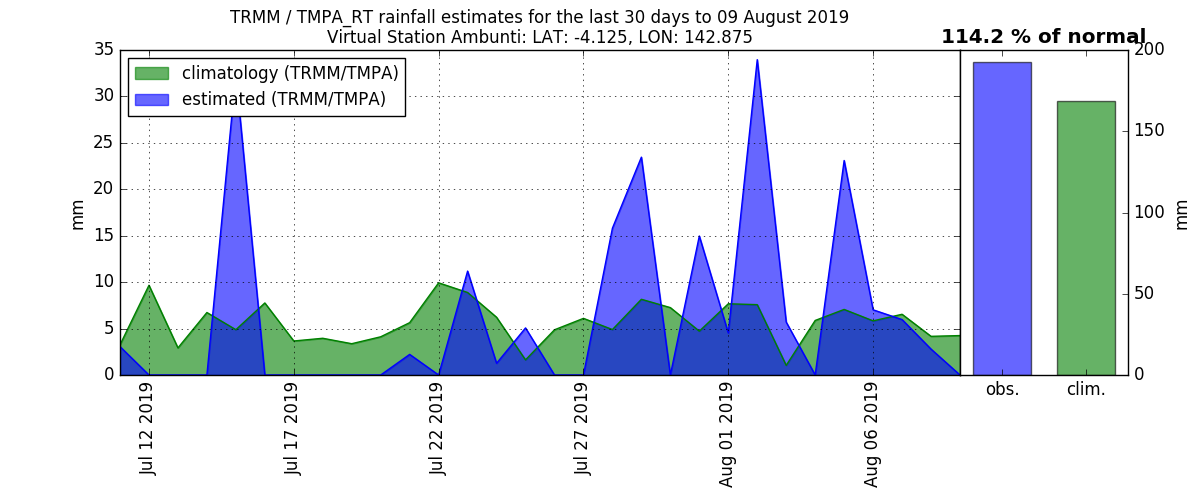 TRMM / TMPA_RT rainfall estimates for the last 30 days to 09 August 2019
Virtual Station Ambunti: LAT: -4.125, LON: 142.875
114.2 % of normal
climatology (TRMM/TMPA)
estimated (TRMM/TMPA)
35
30
25
20
15
10
5
0
mm
Jul 12 2019
Jul 17 2019
Jul 22 2019
Jul 27 2019
Aug 01 2019
Aug 06 2019
obs.
clim.
200
150
100
50
0
mm